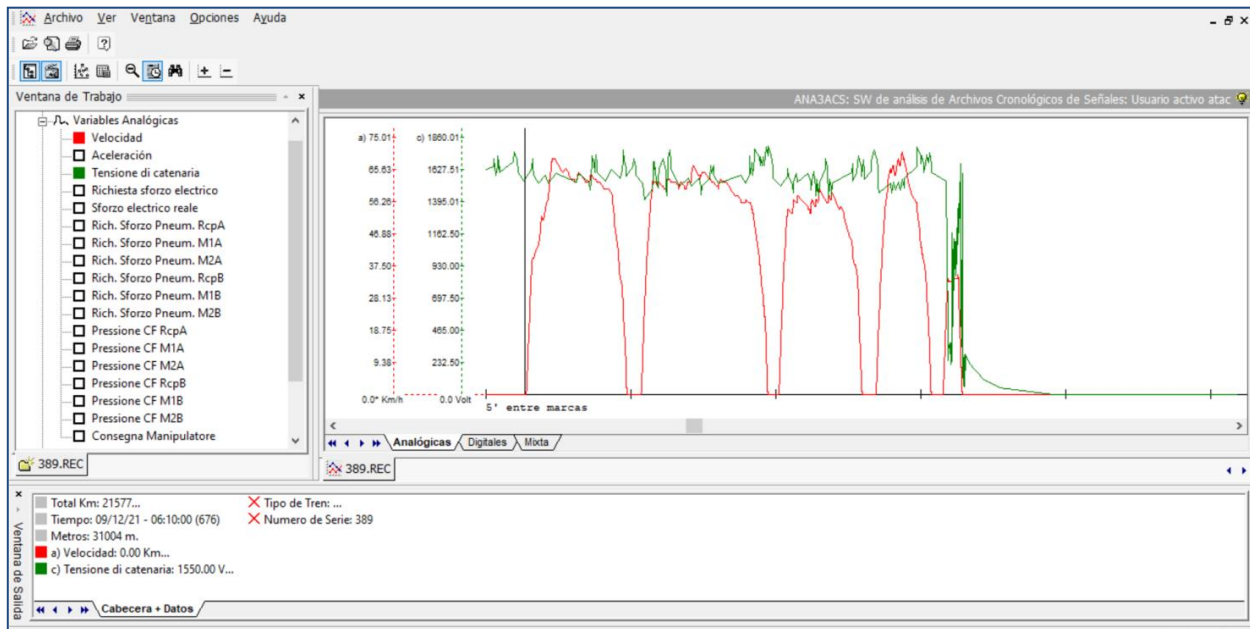 Archivo Ver Ventana Opciones Ayuda
Ventana de Trabajo
ANA3ACS: SW de análisis de Archivos Cronológicos de Señales: Usuario activo atac
Variables Analógicas
Velocidad
Aceleración
Tensione di catenaria
Richiesta sforzo electrico
Sforzo electrico reale
Rich. Sforzo Pneum. RcpA
Rich. Sforzo Pneum. M1A
Rich. Sforzo Pneum. M2A
Rich. Sforzo Pneum. RcpB
Rich. Sforzo Pneum. M1B
Rich. Sforzo Pneum. M2B
Pressione CF RcpA
Pressione CF M1A
Pressione CF M2A
Pressione CF RcpB
Pressione CF M1B
Pressione CF M2B
Consegna Manipulatore
389.REC
a) 75.01 c) 1860.01
65.63 1627.51
56.26 1395.01
46.88 1162.50
37.50 930.00
28.13 697.50
18.75 465.00
9.38 232.50
0.0* Km/h 0.0 Volt
5' entre marcas
Analógicas Digitales Mixta
389.REC
Ventana de Salida
Total Km: 21577...
Tiempo: 09/12/21 - 06:10:00 (676)
Metros: 31004 m.
a) Velocidad: 0.00 Km...
c) Tensione di catenaria: 1550.00 V...
Tipo de Tren: ...
Numero de Serie: 389
Cabecera + Datos